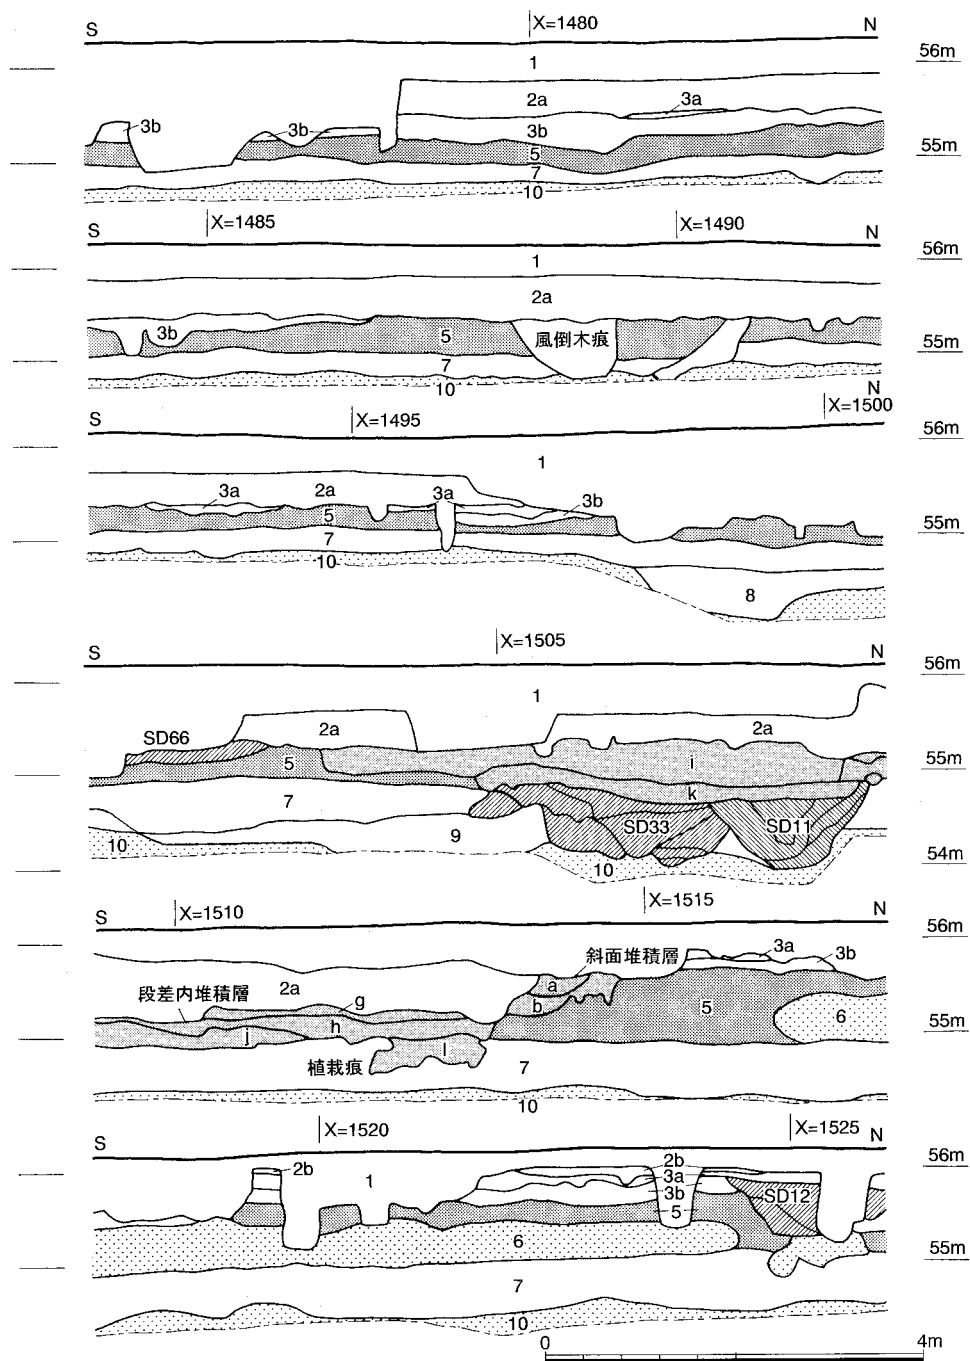 S X=1480 N
56m
1
2a 3a
3b 3b 3b
5 55m
7
10
X=1485 X=1490
S N
56m
1
2a
3b 5 風倒木痕
55m
7
10
N
S X=1495 X=1500
56m
1
3a 2a 3a 3b
5 55m
7
10
8
X=1505
S N
56m
1
2a 2a
SD66
5 i 55m
7 k
SD33 SD11
9
10 10 54m
S X=1510 X=1515 N
56m
3a 3b
斜面堆積層
a
段差内堆積層 2a g b 5
h 6 55m
j l
植栽痕 7
10
X=1520 X=1525
S N
56m
2b 2b
1 3a
3b SD12
5
6
55m
7
10
0 4m